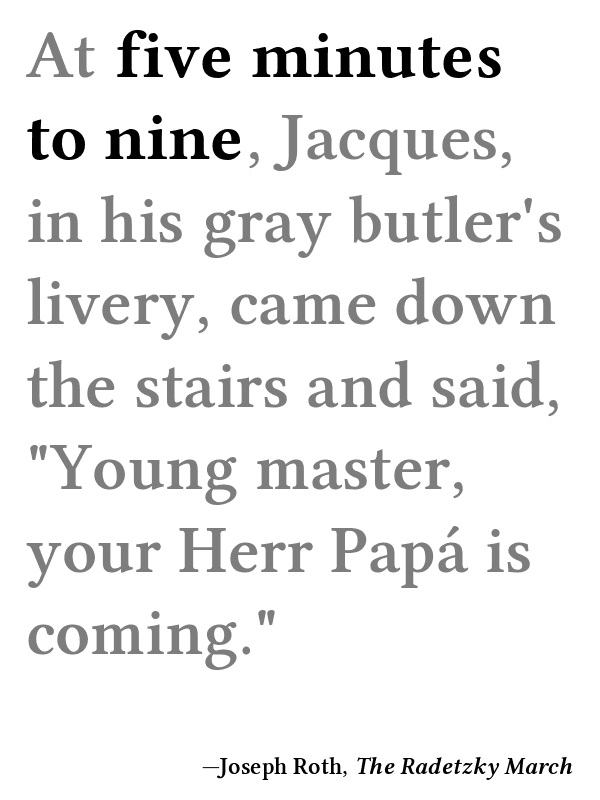 At five minutes
to nine, Jacques,
in his gray butler's
livery, came down
the stairs and said,
"Young master,
your Herr Papá is
coming."
—Joseph Roth, The Radetzky March